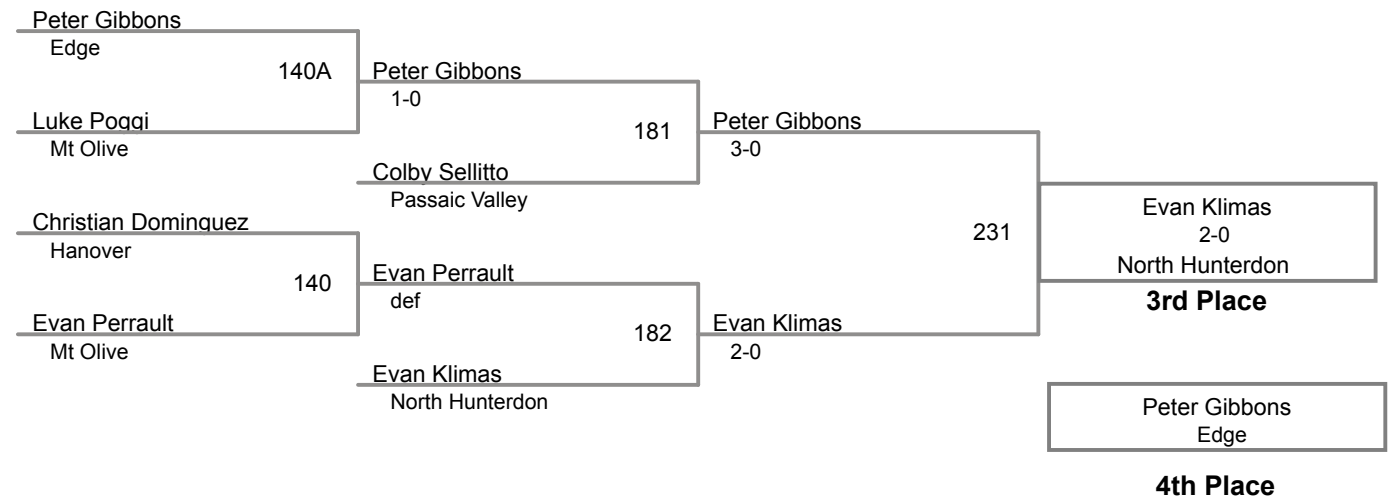 Peter Gibbons
Edge
140A
Peter Gibbons
1-0
Luke Poggi
Mt Olive
181
Peter Gibbons
3-0
Colby Sellitto
Passaic Valley
Christian Dominguez
Hanover
231
Evan Klimas
2-0
North Hunterdon
3rd Place
140
Evan Perrault
def
Evan Perrault
Mt Olive
182
Evan Klimas
2-0
Evan Klimas
North Hunterdon
Peter Gibbons
Edge
4th Place